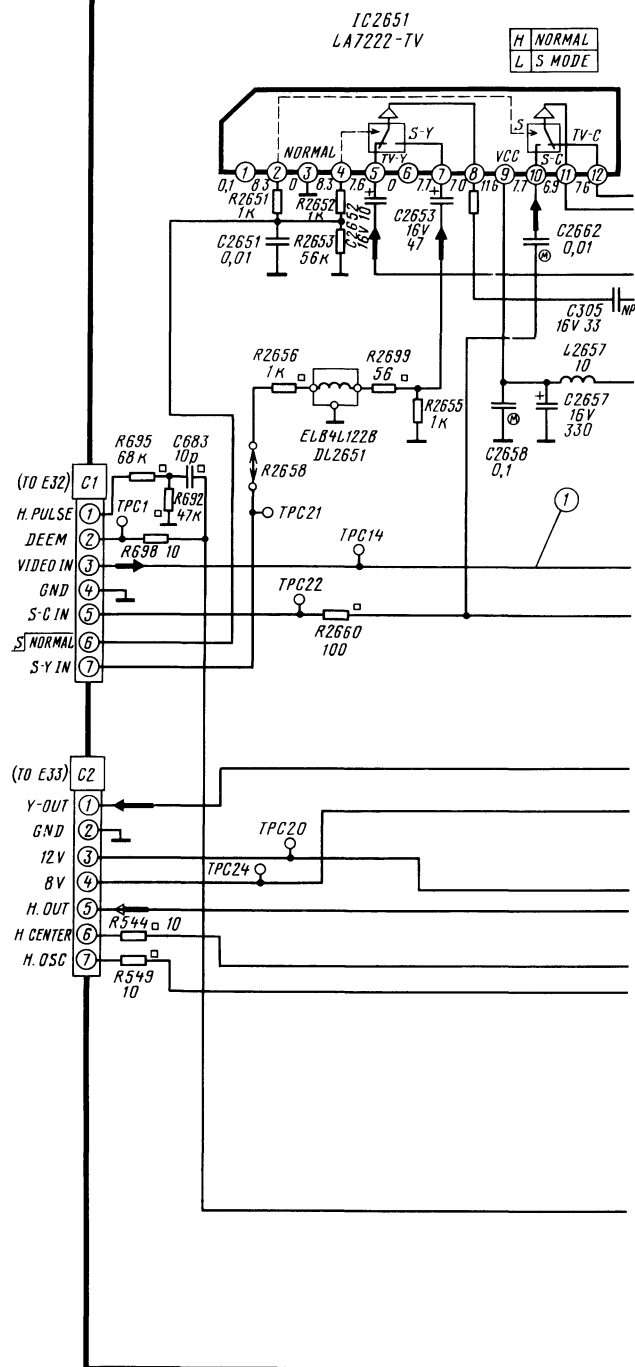 IC2651
LA7222-TV
H NORMAL
L S MODE
S-Y
S
TV-C
NORMAL
TV-Y
VCC
S-C
1 2 3 4 5 6 7 8 9 10 11 12
0,1 8.3 0 8.3 7.6 0 7.7 7.0 11.6 7.7 6.9 7.6
R2651
1K
R2652
1K
C2652
16V 10
C2653
16V
47
C2662
0,01
M
C2651
0,01
R2653
56K
C305
16V 33
NP
L2657
10
R2656
1K
R2699
56
R2655
1K
C2657
16V
330
M
C2658
0,1
ELB4L122B
DL2651
R2658
R695
68K
C683
10p
R692
47K
(TO E32) C1
TPC1
TPC21
1
H.PULSE 1
DEEM 2
R698 10
TPC14
VIDEO IN 3
GND 4
TPC22
S-C IN 5
R2660
100
S NORMAL 6
S-Y IN 7
(TO E33) C2
Y-OUT 1
GND 2
TPC20
12V 3
TPC24
8V 4
H.OUT 5
R544 10
H CENTER 6
H.OSC 7
R549
10